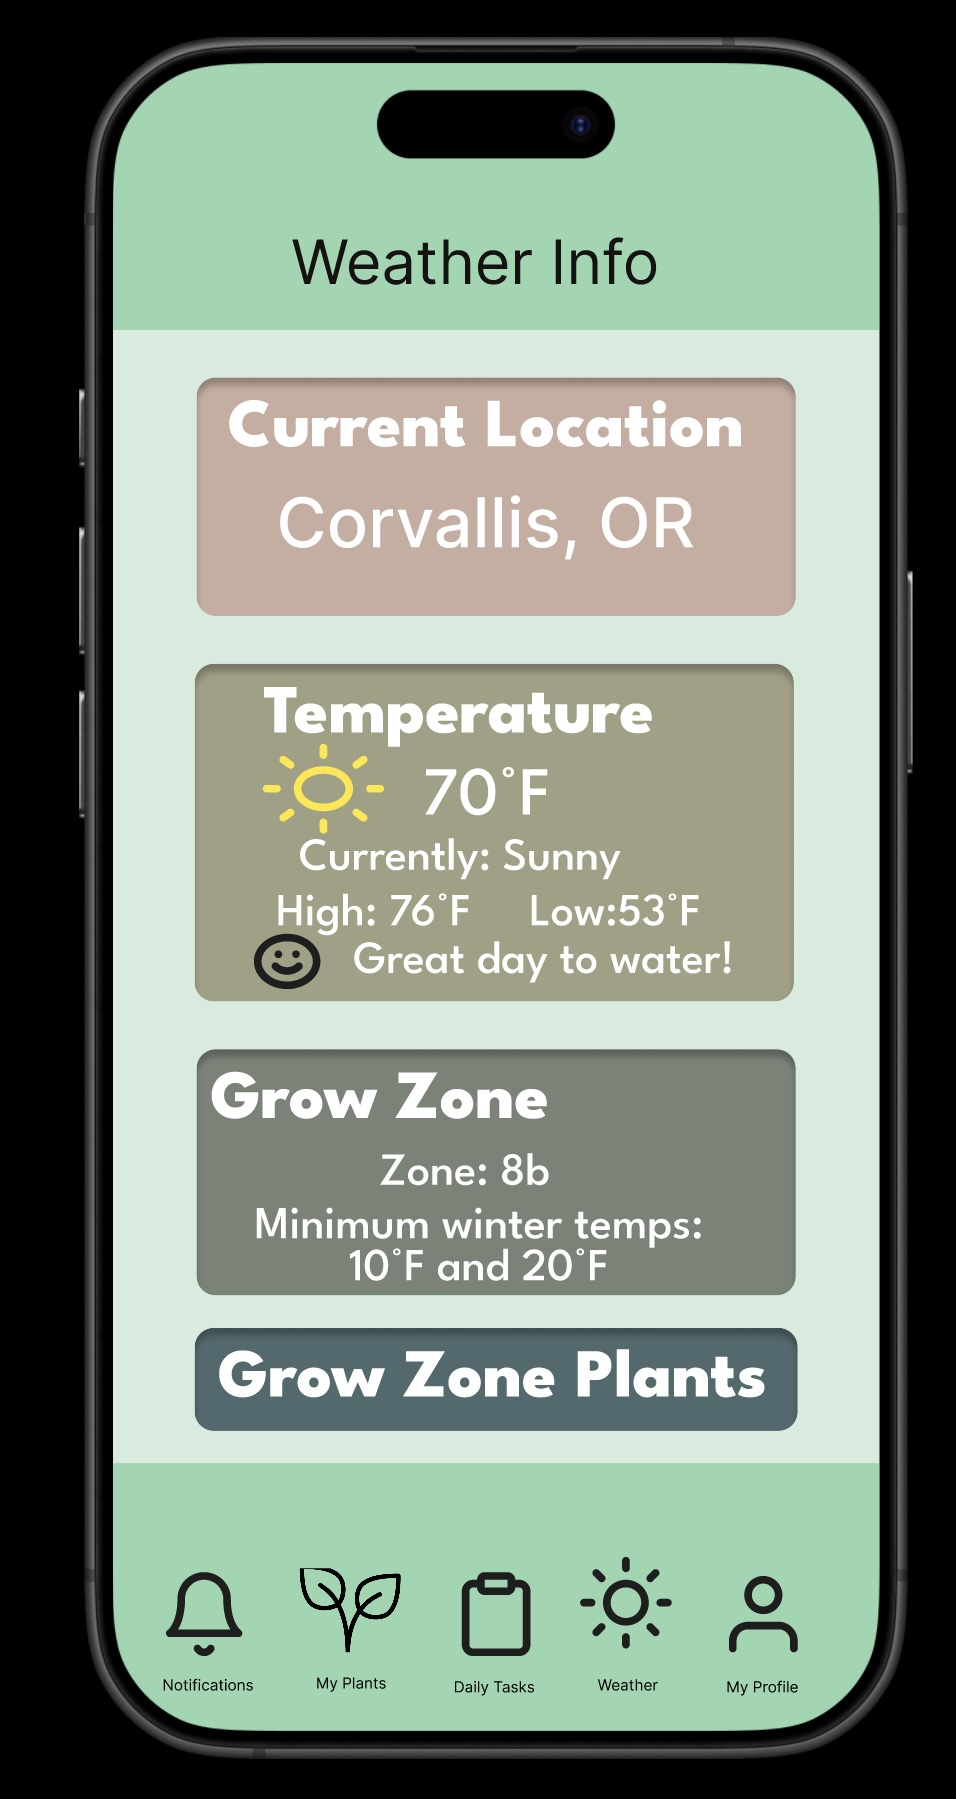 Weather Info
Current Location
Corvallis, OR
Temperature
70°F
Currently: Sunny
High: 76°F Low:53°F
Great day to water!
Grow Zone
Zone: 8b
Minimum winter temps:
10°F and 20°F
Grow Zone Plants
Notifications My Plants Daily Tasks Weather My Profile